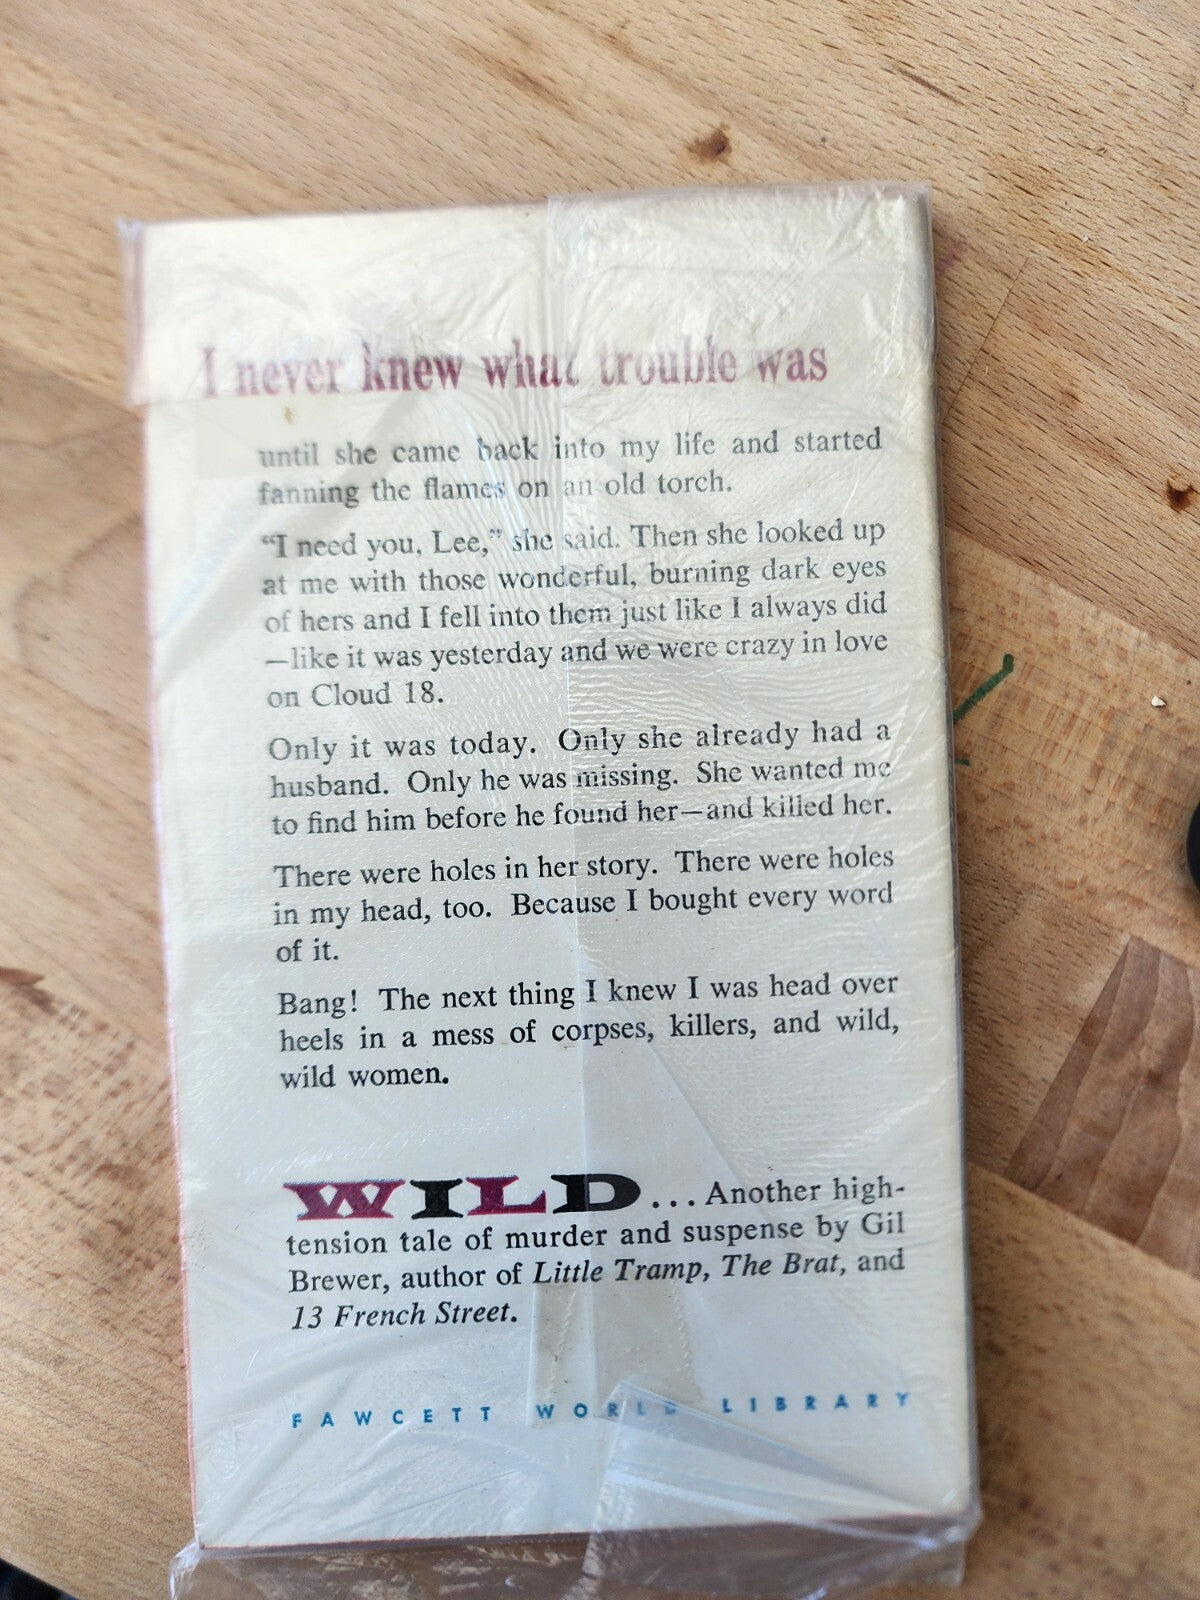 I never knew what trouble was
until she came back into my life and started
fanning the flames on an old torch.
“I need you, Lee,” she said. Then she looked up
at me with those wonderful, burning dark eyes
of hers and I fell into them just like I always did
—like it was yesterday and we were crazy in love
on Cloud 18.
Only it was today. Only she already had a
husband. Only he was missing. She wanted me
to find him before he found her—and killed her.
There were holes in her story. There were holes
in my head, too. Because I bought every word
of it.
Bang! The next thing I knew I was head over
heels in a mess of corpses, killers, and wild,
wild women.
WILD... Another high-
tension tale of murder and suspense by Gil
Brewer, author of Little Tramp, The Brat, and
13 French Street.
FAWCETT WORLD LIBRARY